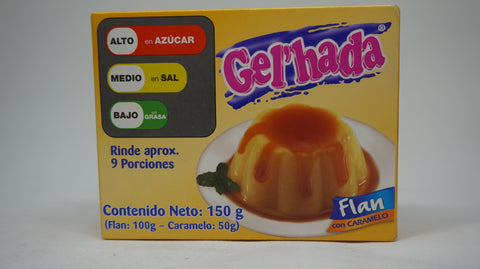 ALTO en AZÚCAR
MEDIO en SAL
BAJO en GRASA
Gel'hada®
Rinde aprox.
9 Porciones
Contenido Neto: 150 g
(Flan: 100g - Caramelo: 50g)
Flan
con CARAMELO